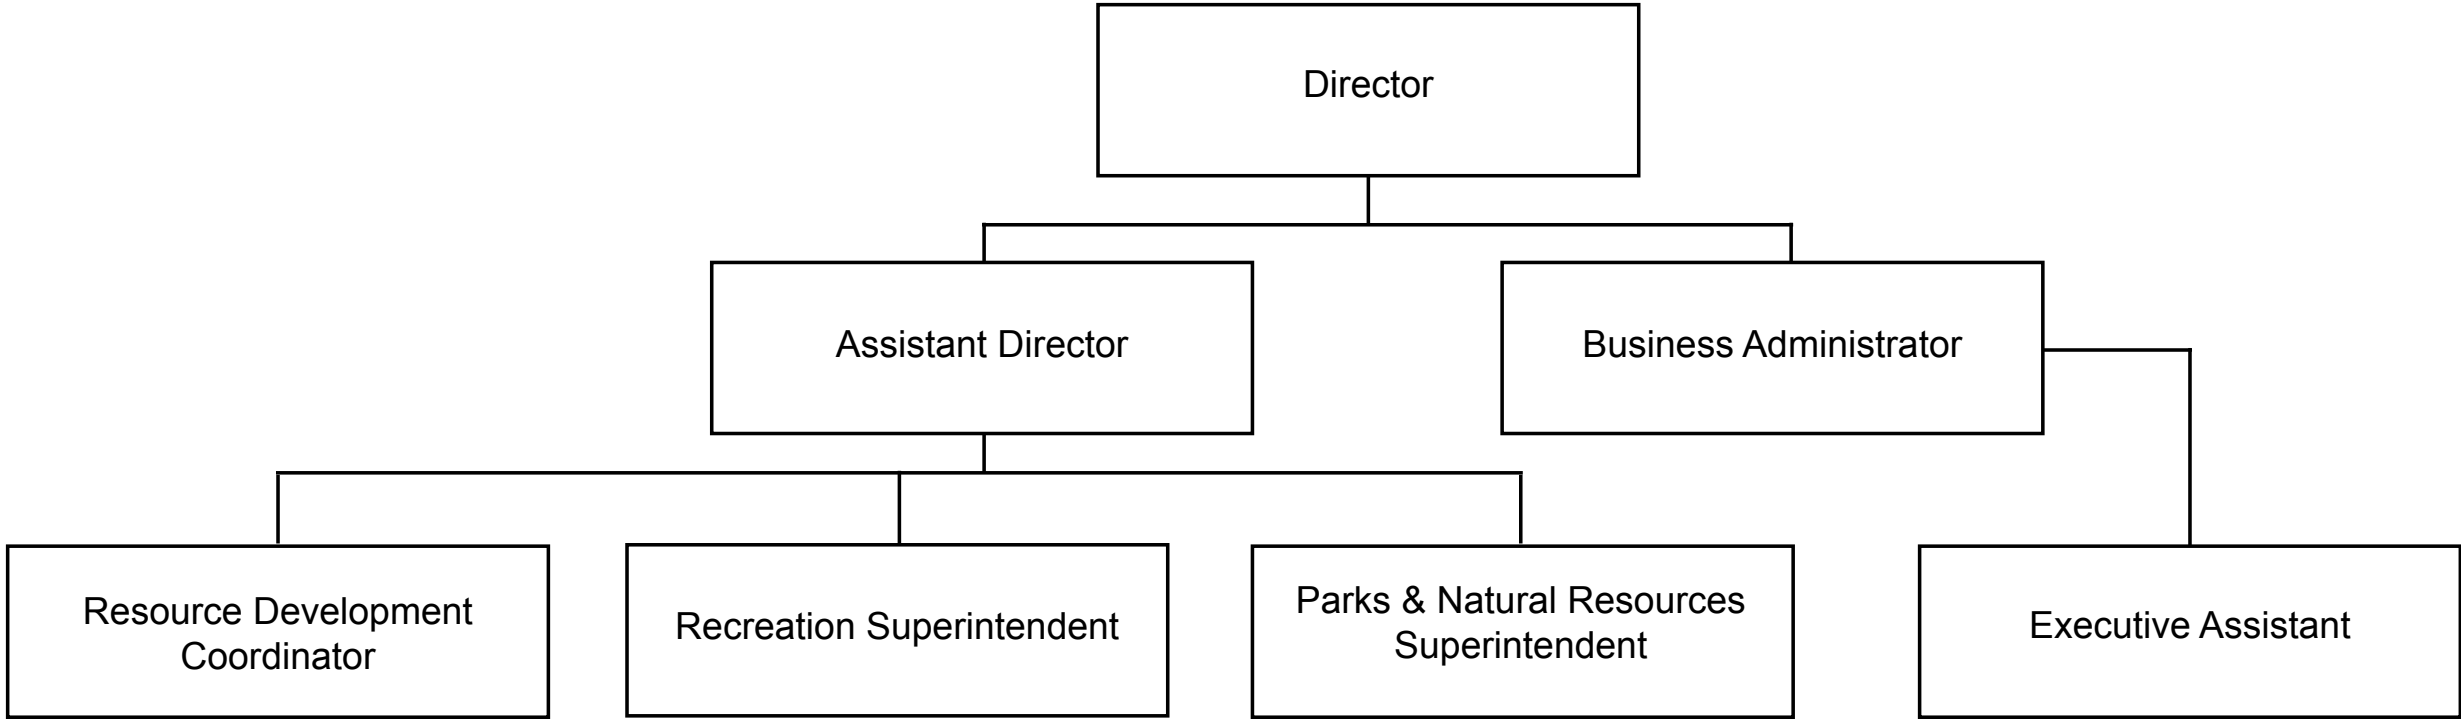 Director
Assistant Director
Business Administrator
Resource Development
Coordinator
Recreation Superintendent
Parks & Natural Resources
Superintendent
Executive Assistant